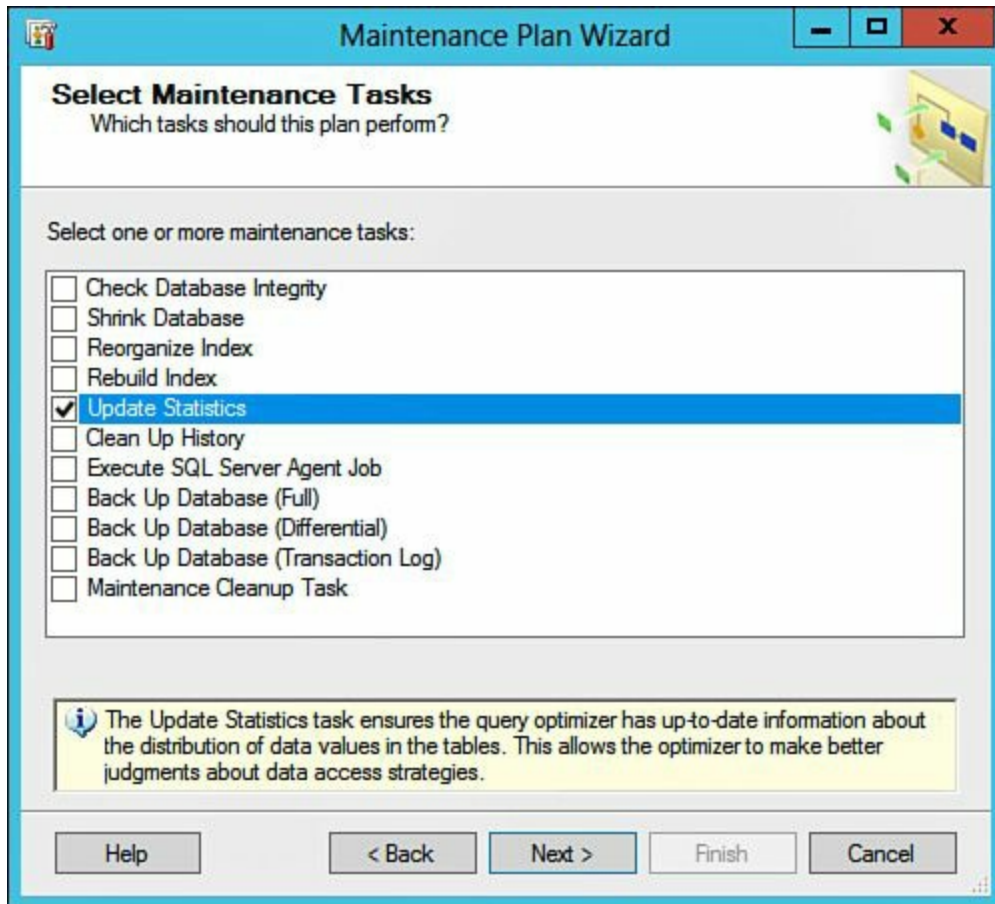 Maintenance Plan Wizard
Select Maintenance Tasks
Which tasks should this plan perform?
Select one or more maintenance tasks:
Check Database Integrity
Shrink Database
Reorganize Index
Rebuild Index
Update Statistics
Clean Up History
Execute SQL Server Agent Job
Back Up Database (Full)
Back Up Database (Differential)
Back Up Database (Transaction Log)
Maintenance Cleanup Task
The Update Statistics task ensures the query optimizer has up-to-date information about
the distribution of data values in the tables. This allows the optimizer to make better
judgments about data access strategies.
Help < Back Next > Finish Cancel